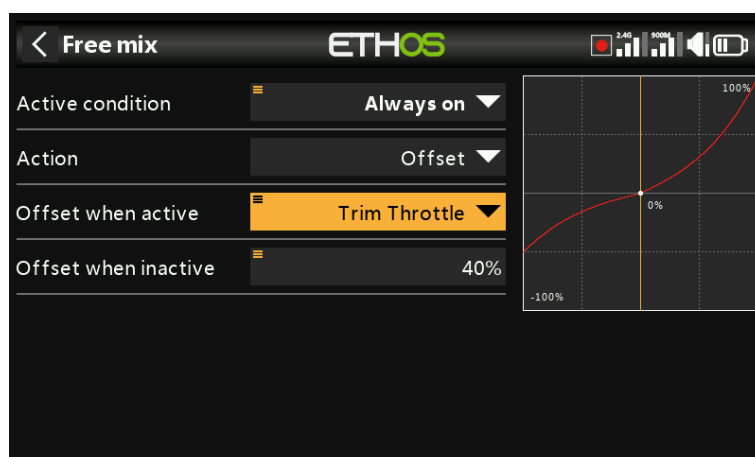 Free mix
ETHOS
2.4G
900M
Active condition
Always on
Action
Offset
Offset when active
Trim Throttle
Offset when inactive
40%
100%
0%
-100%